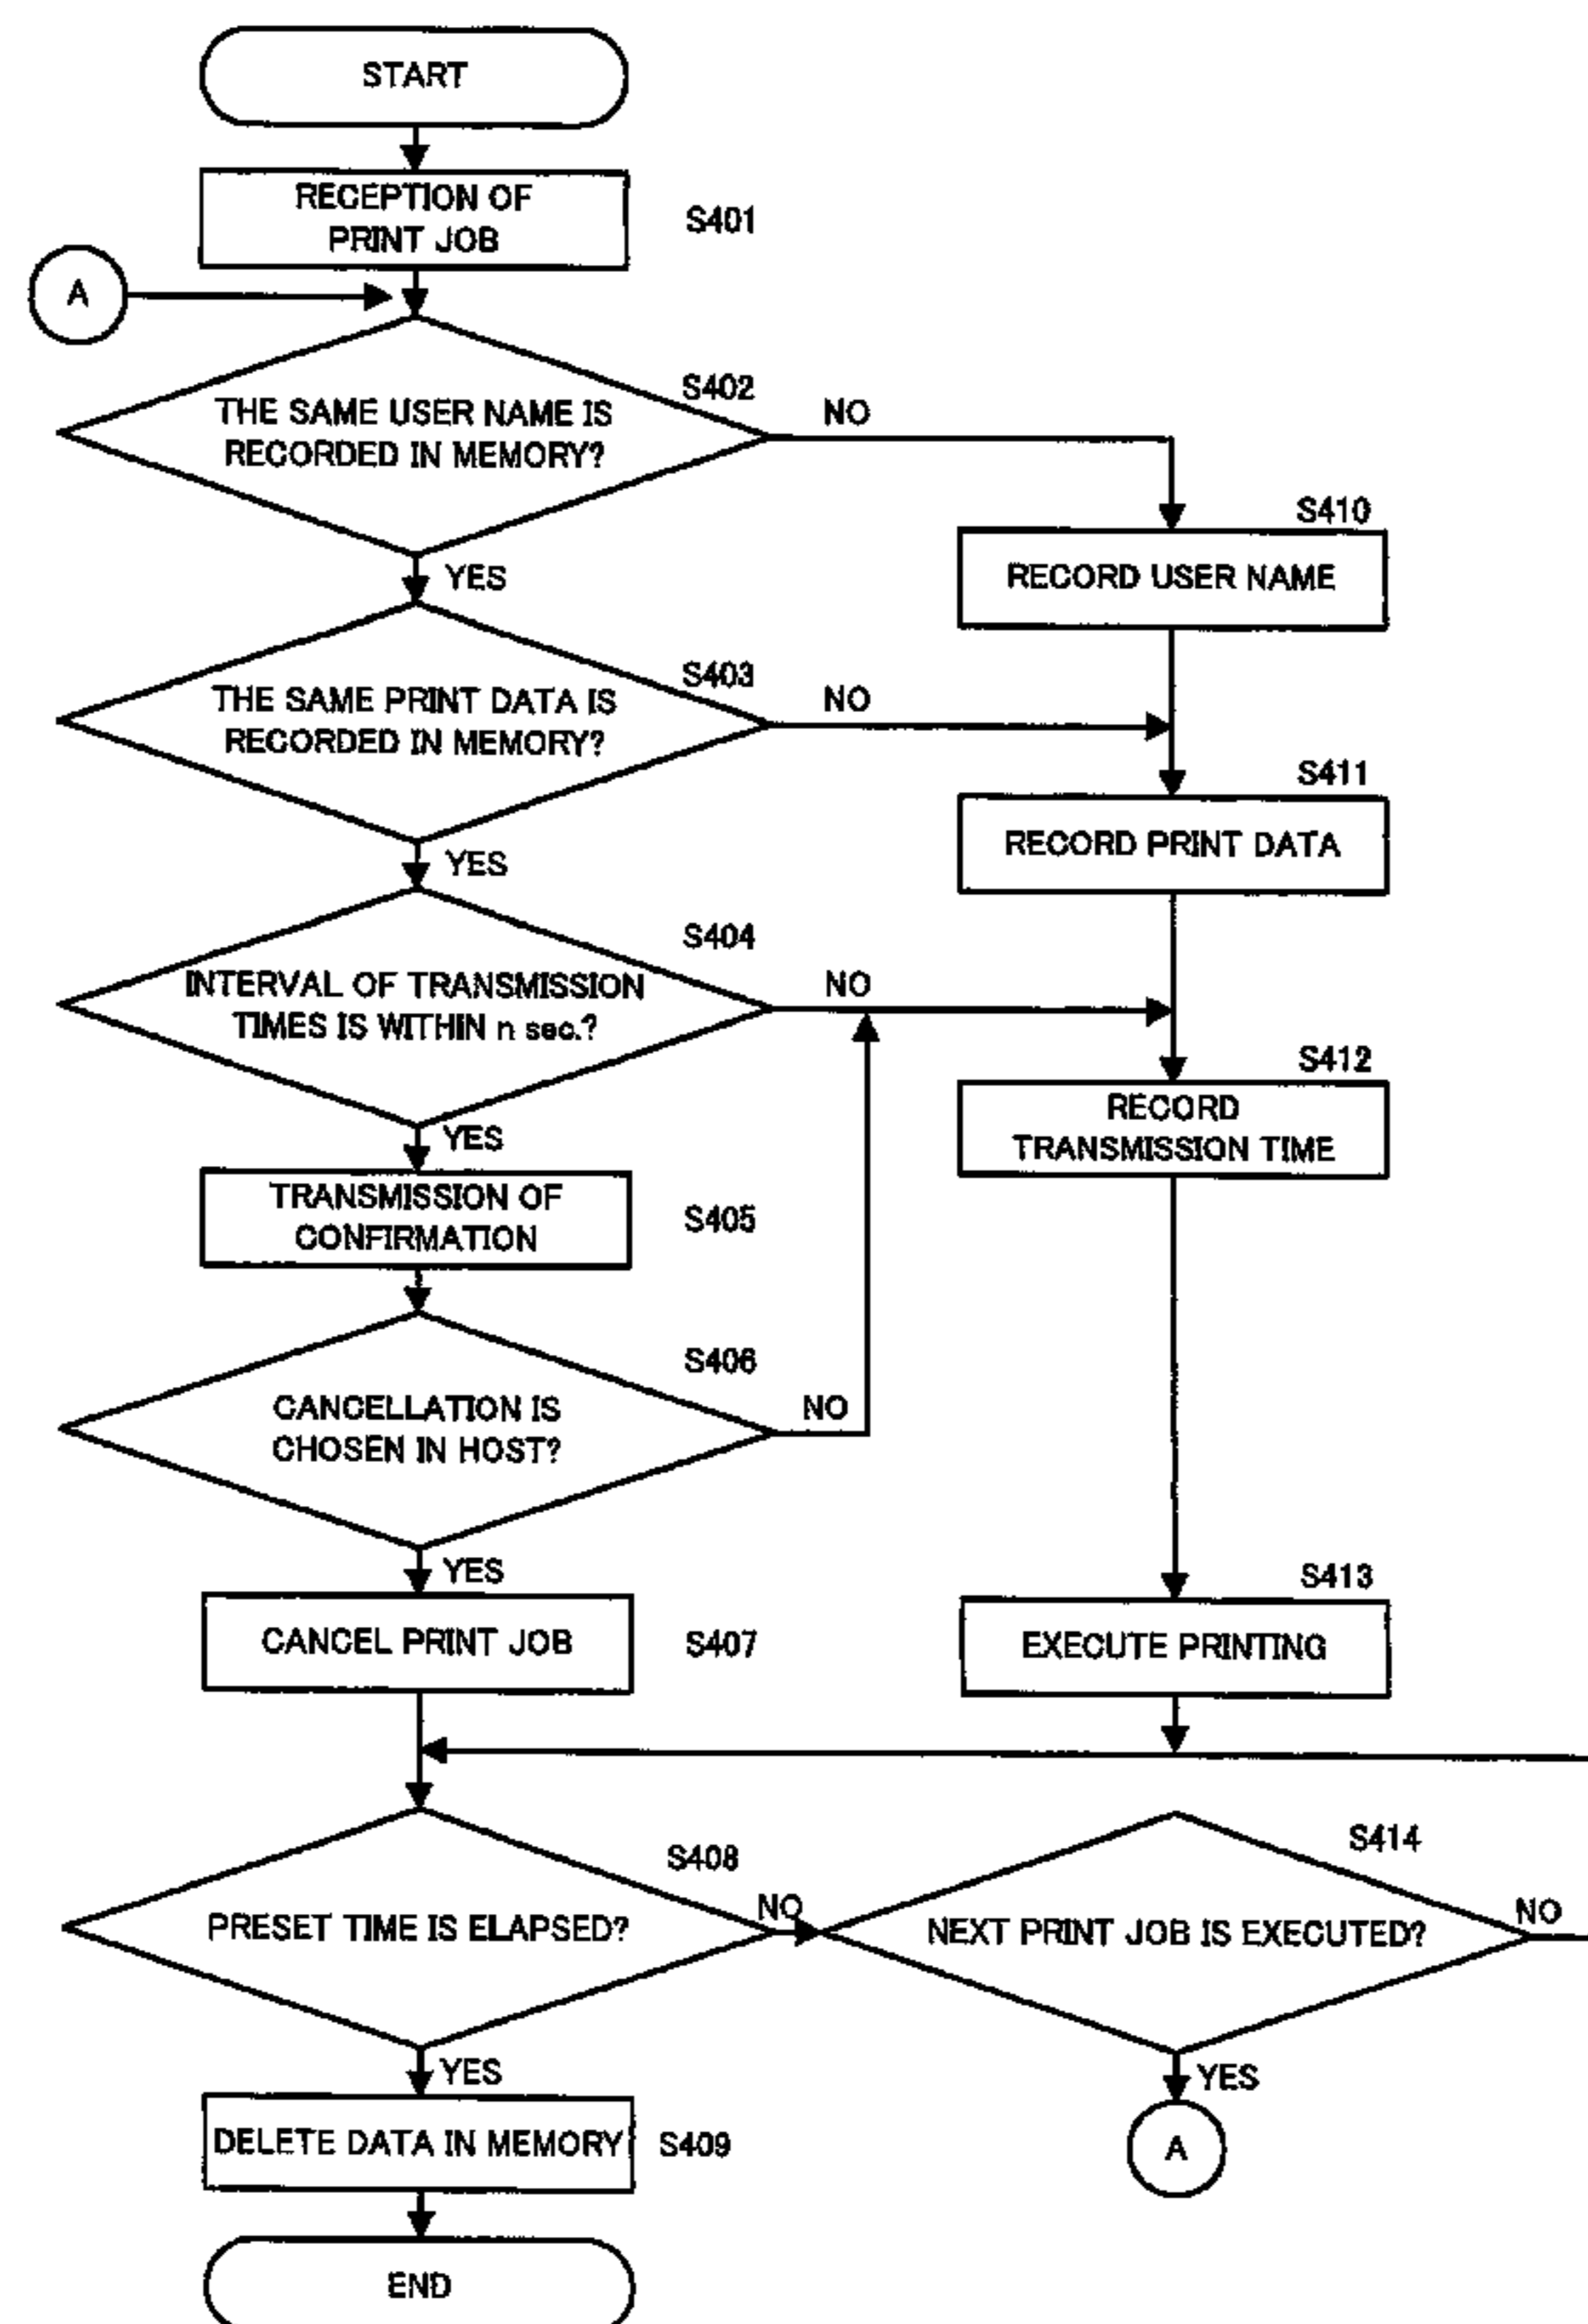 START
RECEPTION OF
PRINT JOB
S401
A
S402
THE SAME USER NAME IS
RECORDED IN MEMORY?
NO
S410
RECORD USER NAME
YES
S403
THE SAME PRINT DATA IS
RECORDED IN MEMORY?
NO
S411
RECORD PRINT DATA
YES
S404
INTERVAL OF TRANSMISSION
TIMES IS WITHIN n sec.?
NO
S412
RECORD
TRANSMISSION TIME
YES
TRANSMISSION OF
CONFIRMATION
S405
S406
CANCELLATION IS
CHOSEN IN HOST?
NO
YES
S413
CANCEL PRINT JOB
S407
EXECUTE PRINTING
S408
PRESET TIME IS ELAPSED?
NO
S414
NEXT PRINT JOB IS EXECUTED?
NO
YES
YES
DELETE DATA IN MEMORY
S409
A
END